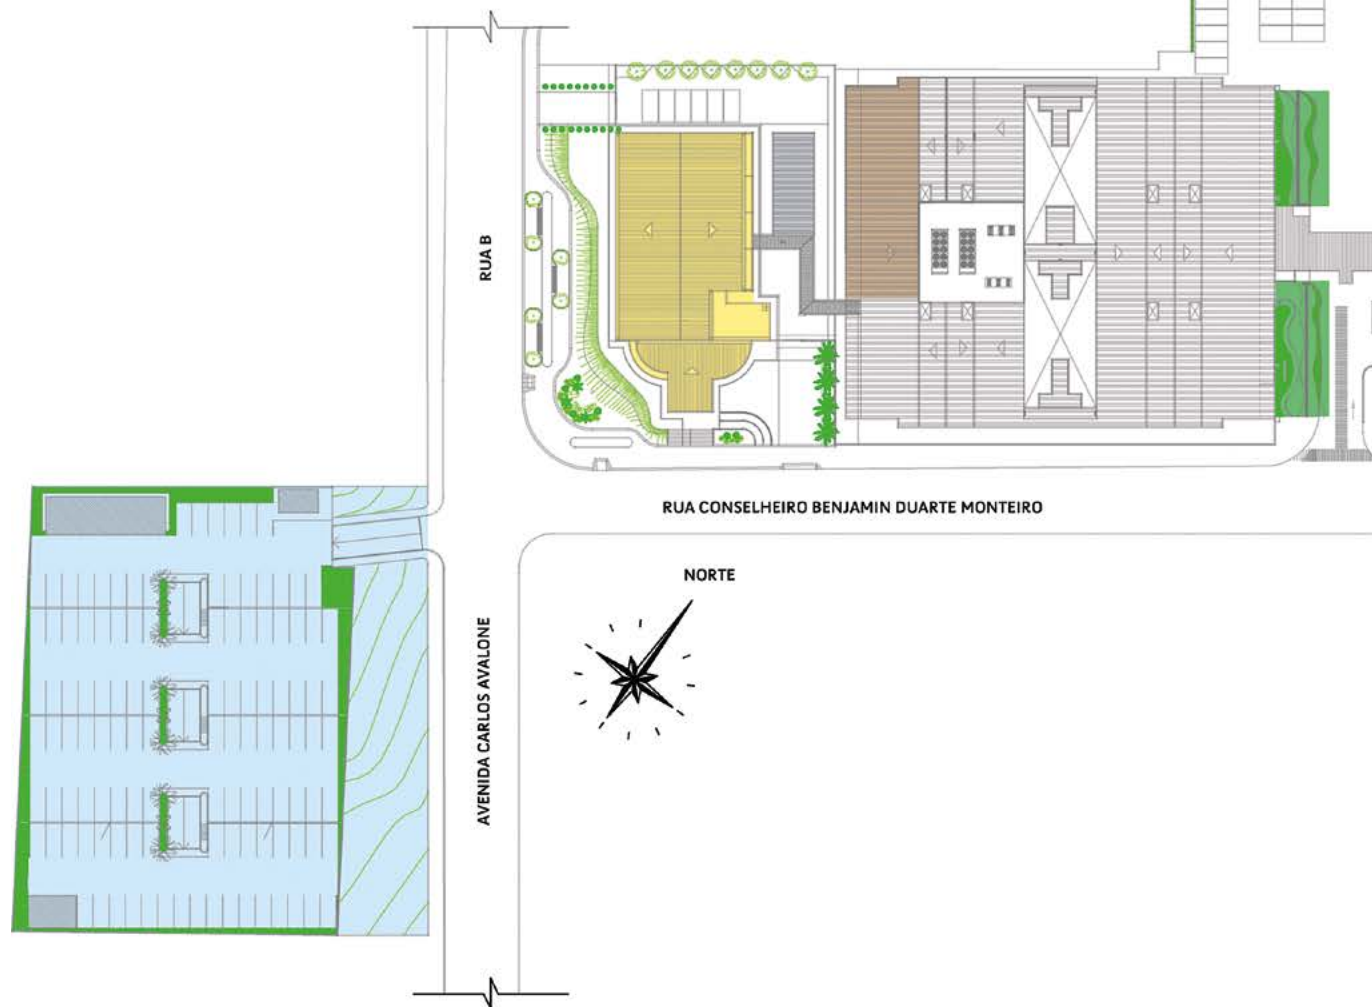 RUA B
RUA CONSELHEIRO BENJAMIN DUARTE MONTEIRO
NORTE
AVENIDA CARLOS AVALONE